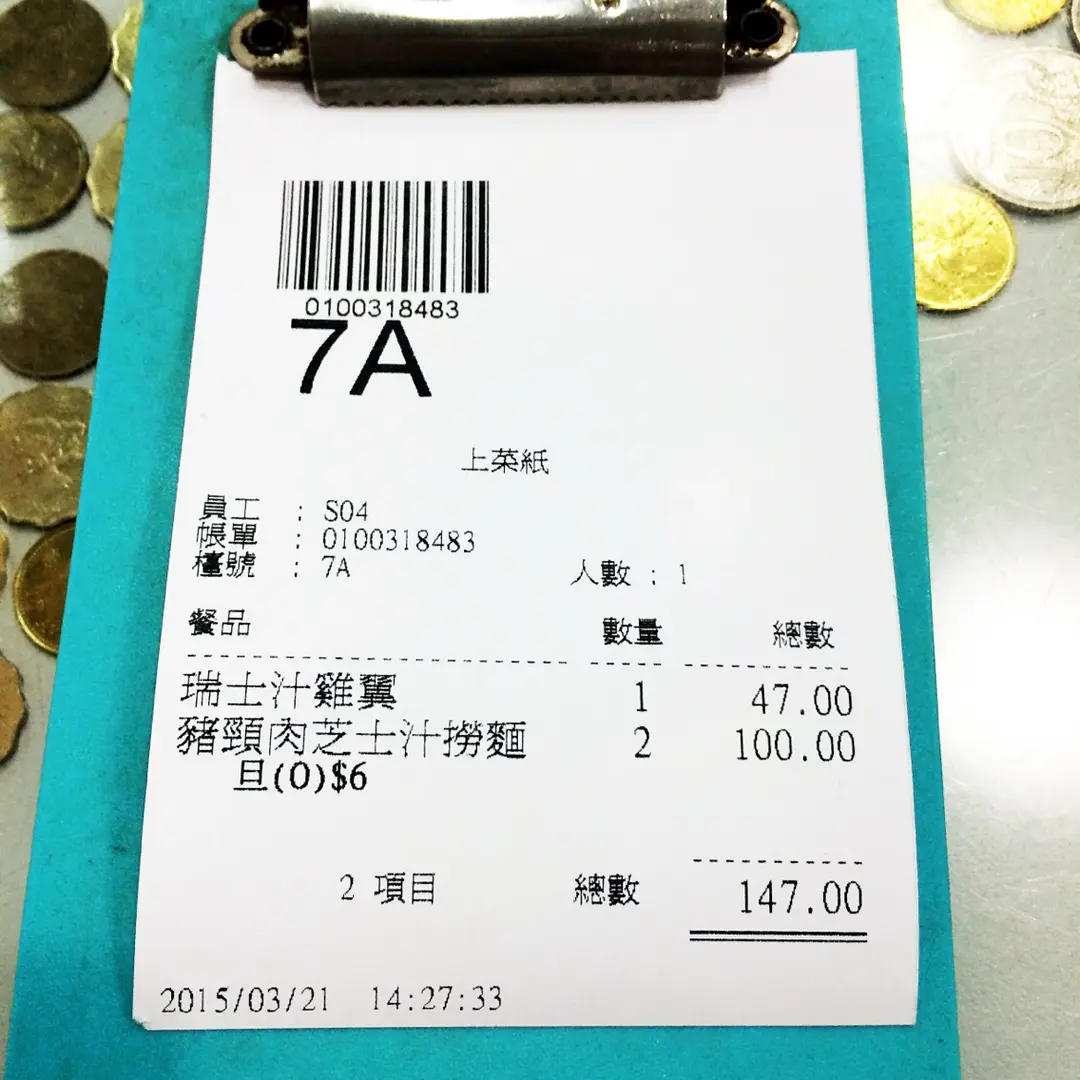 0100318483
7A
上菜紙
員工 : S04
帳單 : 0100318483
檯號 : 7A 人數 : 1
餐品 數量 總數
瑞士汁雞翼 1 47.00
豬頸肉芝士汁撈麵 2 100.00
旦(0)$6
2 項目 總數 147.00
2015/03/21 14:27:33